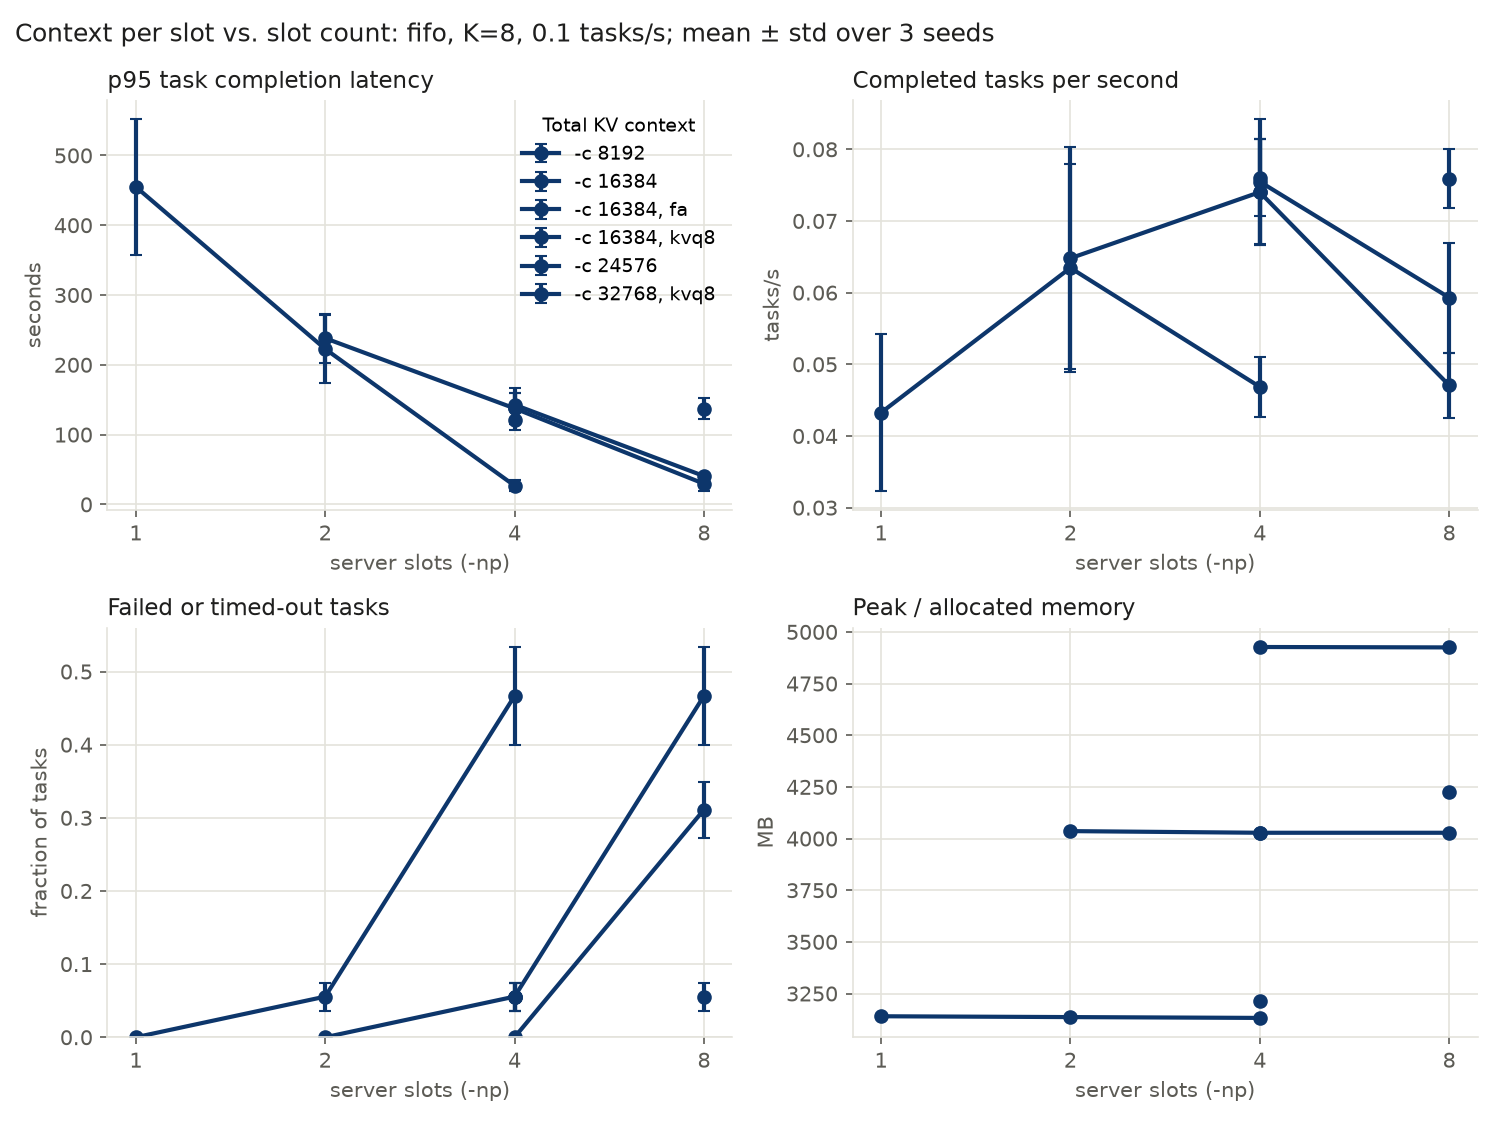 Context per slot vs. slot count: fifo, K=8, 0.1 tasks/s; mean ± std over 3 seeds
p95 task completion latency
seconds
500
400
300
200
100
0
Total KV context
-c 8192
-c 16384
-c 16384, fa
-c 16384, kvq8
-c 24576
-c 32768, kvq8
1
2
4
8
server slots (-np)
Completed tasks per second
tasks/s
0.08
0.07
0.06
0.05
0.04
0.03
1
2
4
8
server slots (-np)
Failed or timed-out tasks
fraction of tasks
0.5
0.4
0.3
0.2
0.1
0.0
1
2
4
8
server slots (-np)
Peak / allocated memory
MB
5000
4750
4500
4250
4000
3750
3500
3250
1
2
4
8
server slots (-np)